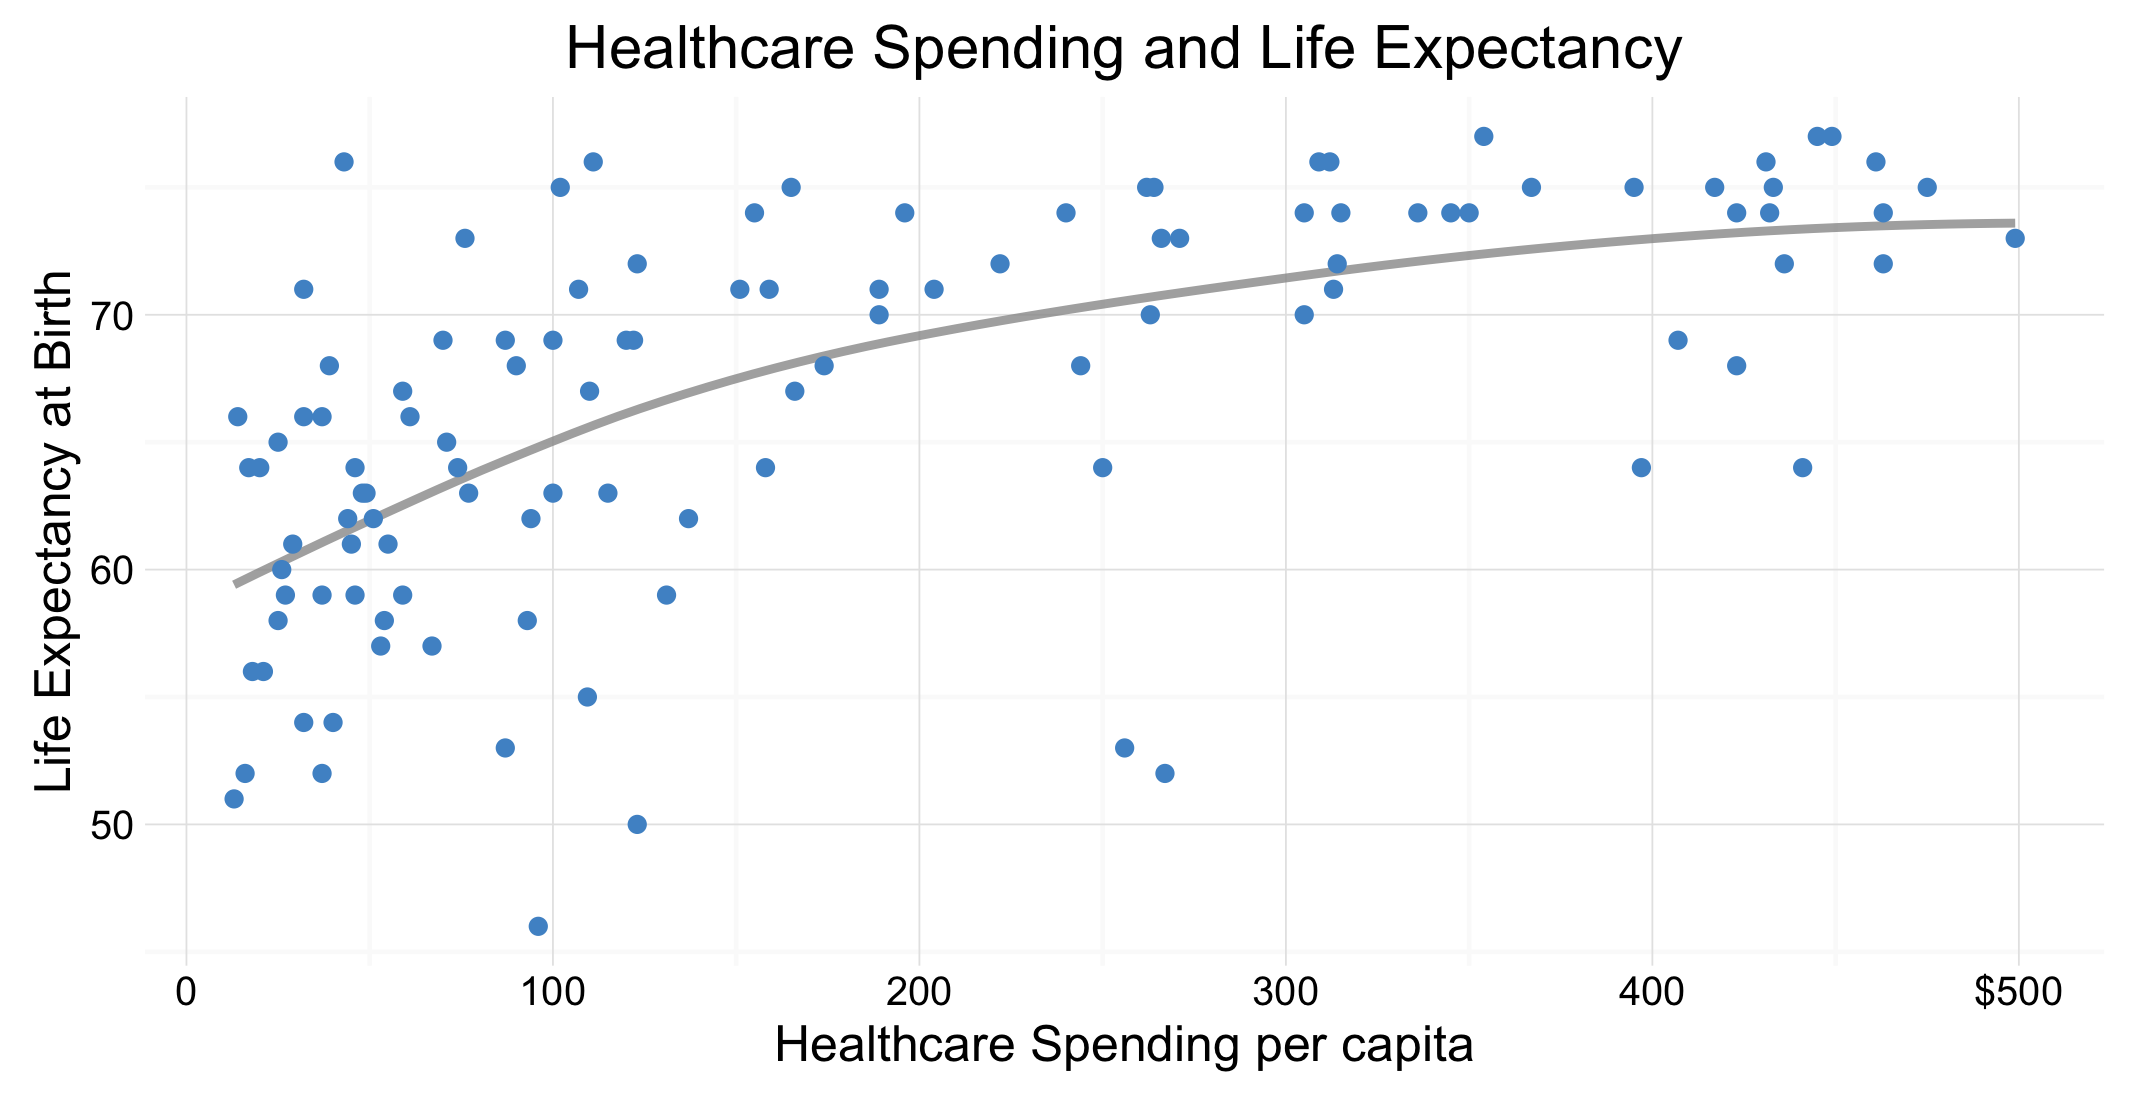 Healthcare Spending and Life Expectancy
Life Expectancy at Birth
70
60
50
0 100 200 300 400 $500
Healthcare Spending per capita